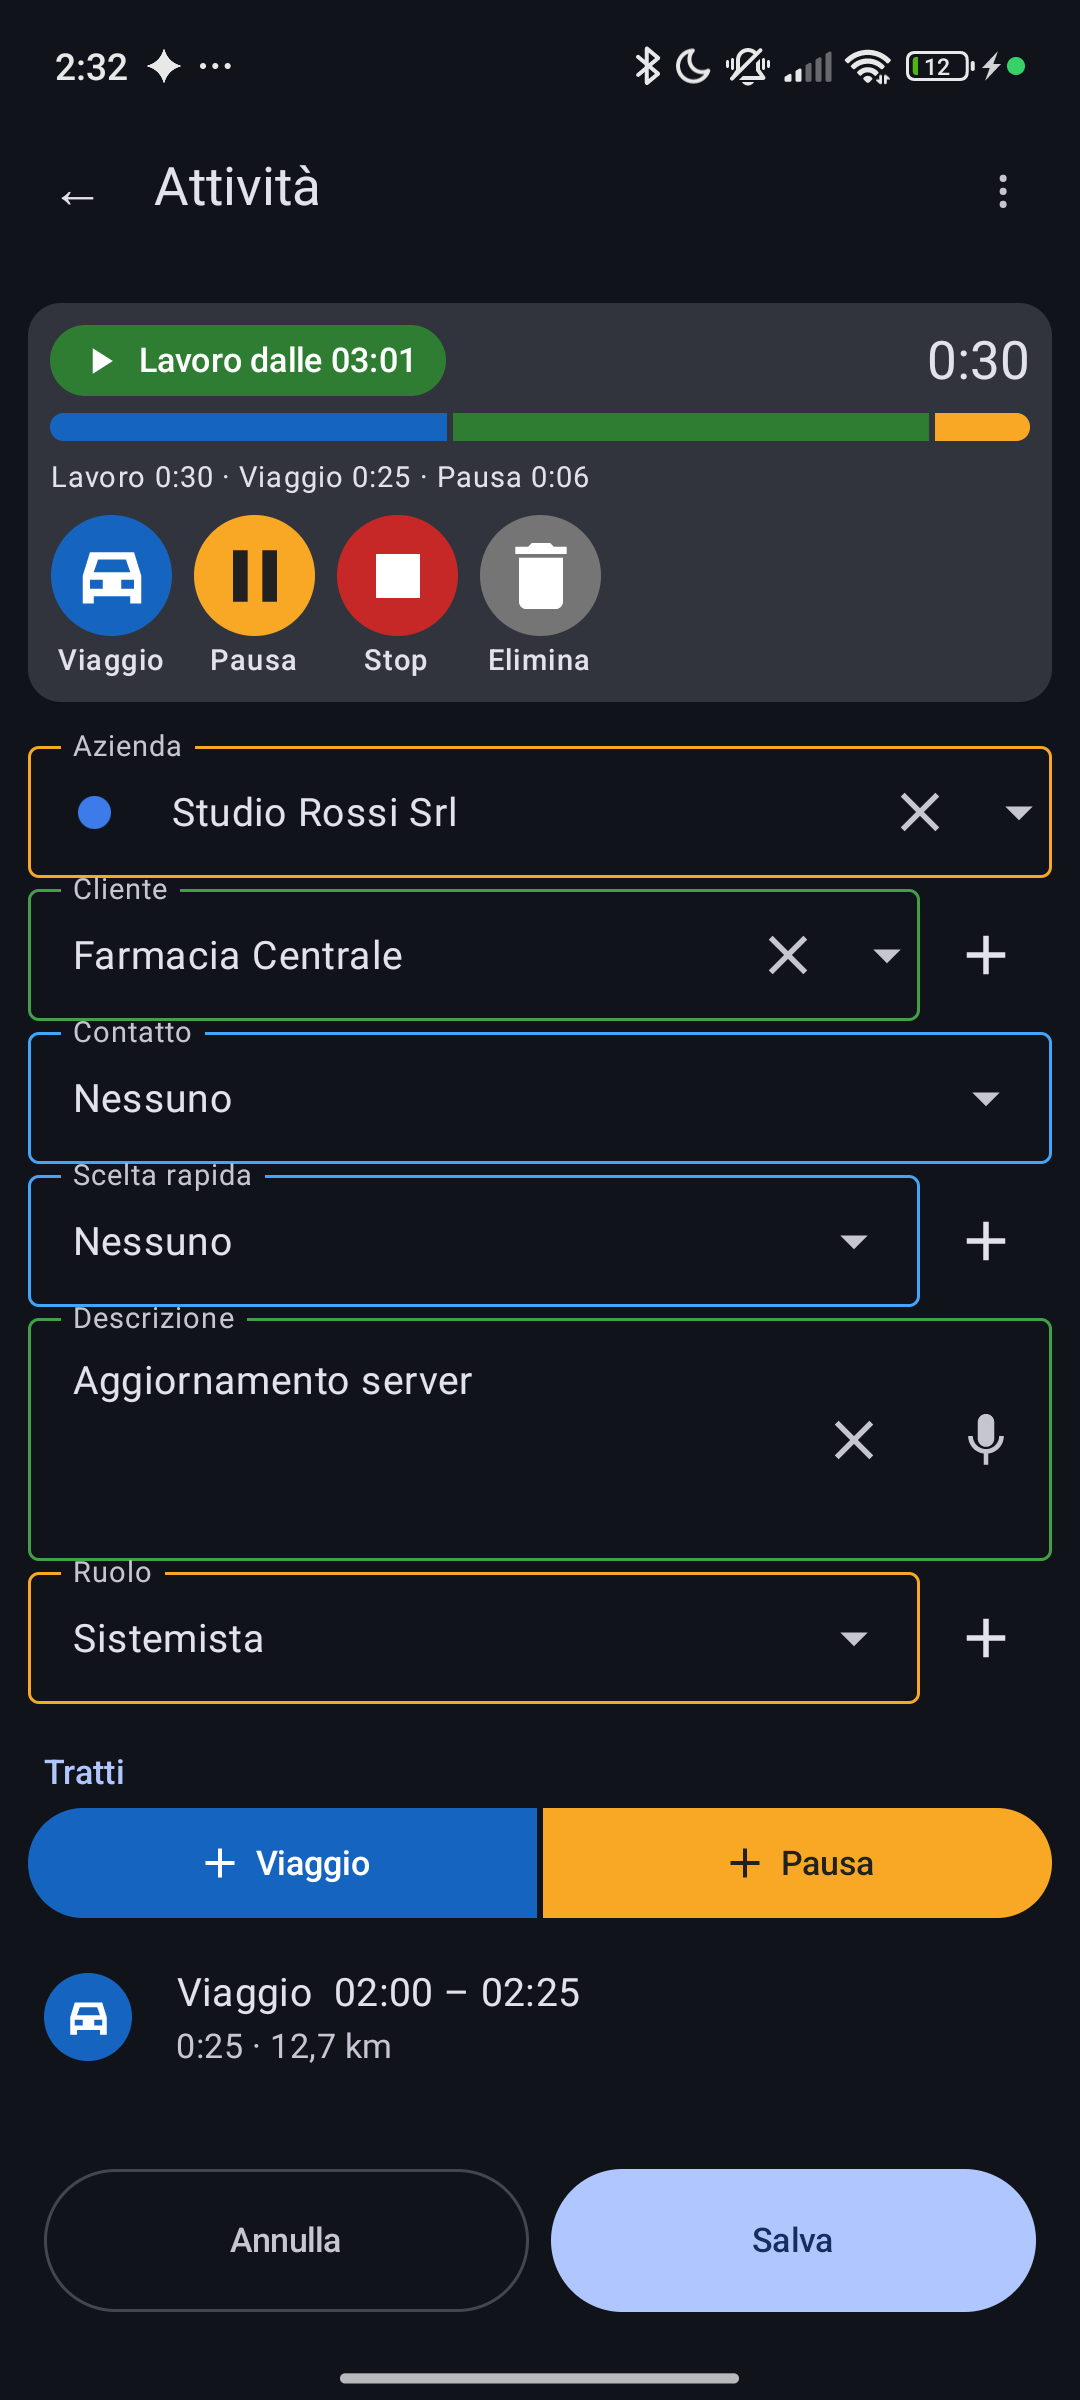 2:32
12
Attività
Lavoro dalle 03:01
0:30
Lavoro 0:30 · Viaggio 0:25 · Pausa 0:06
Viaggio
Pausa
Stop
Elimina
Azienda
Studio Rossi Srl
Cliente
Farmacia Centrale
Contatto
Nessuno
Scelta rapida
Nessuno
Descrizione
Aggiornamento server
Ruolo
Sistemista
Tratti
+ Viaggio
+ Pausa
Viaggio 02:00 – 02:25
0:25 · 12,7 km
Annulla
Salva